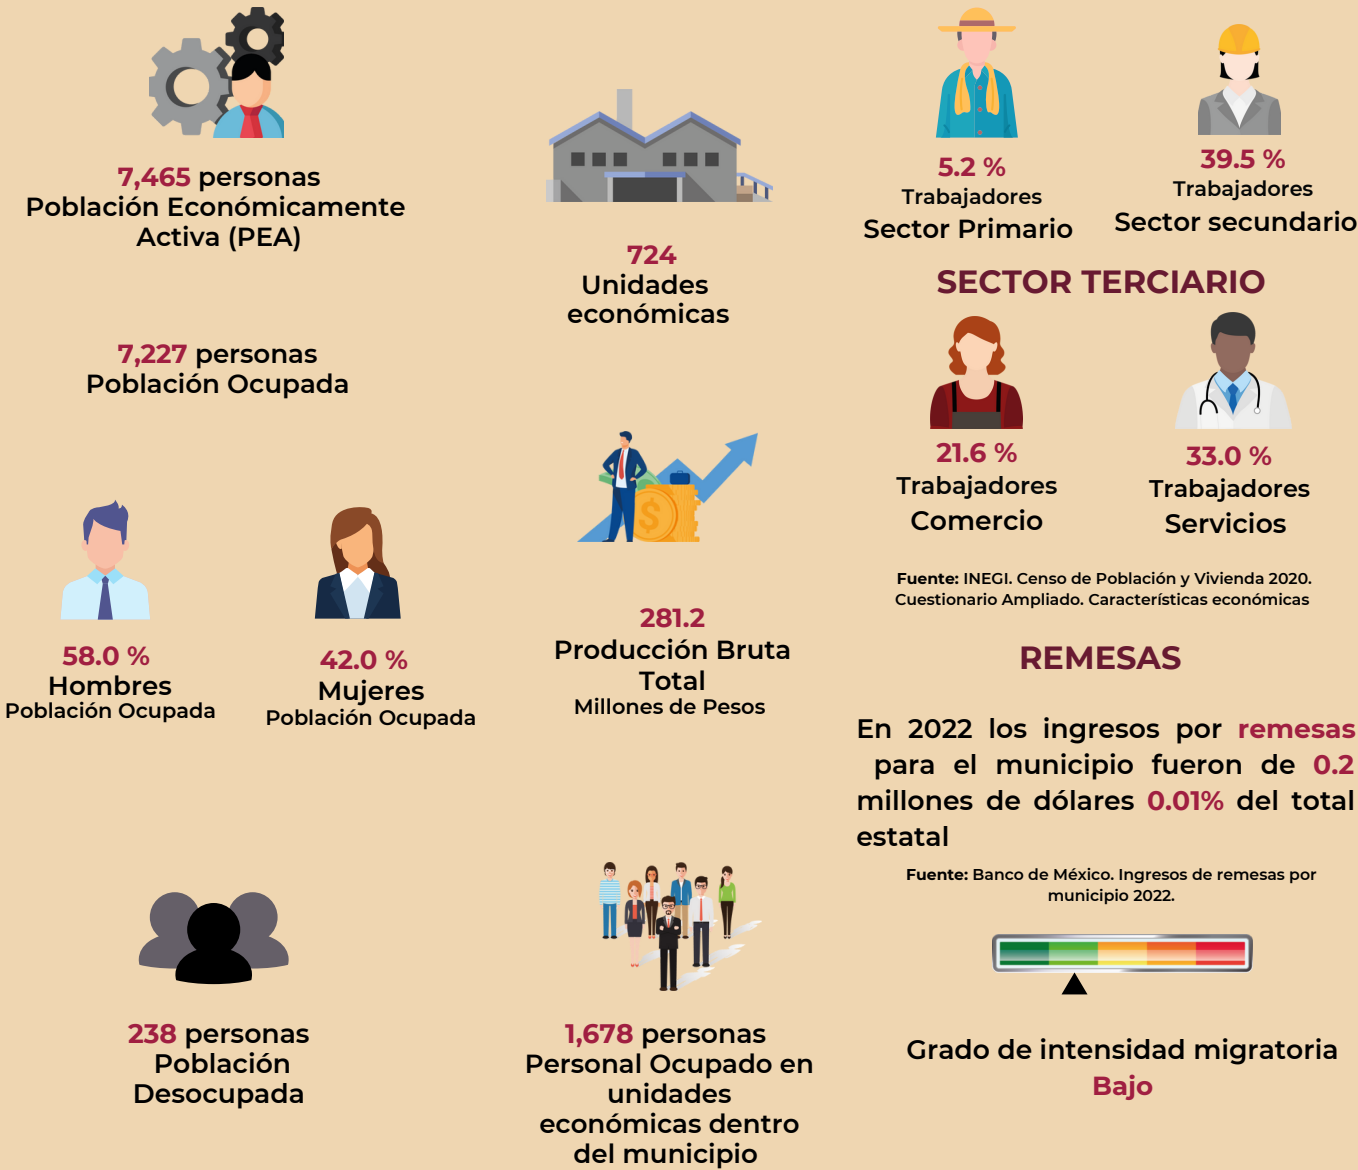 7,465 personas
Población Económicamente
Activa (PEA)
7,227 personas
Población Ocupada
58.0 %
Hombres
Población Ocupada
42.0 %
Mujeres
Población Ocupada
238 personas
Población
Desocupada
724
Unidades
económicas
$
281.2
Producción Bruta
Total
Millones de Pesos
1,678 personas
Personal Ocupado en
unidades
económicas dentro
del municipio
5.2 %
Trabajadores
Sector Primario
39.5 %
Trabajadores
Sector secundario
SECTOR TERCIARIO
21.6 %
Trabajadores
Comercio
33.0 %
Trabajadores
Servicios
Fuente: INEGI. Censo de Población y Vivienda 2020.
Cuestionario Ampliado. Características económicas
REMESAS
En 2022 los ingresos por remesas
para el municipio fueron de 0.2
millones de dólares 0.01% del total
estatal
Fuente: Banco de México. Ingresos de remesas por
municipio 2022.
Grado de intensidad migratoria
Bajo